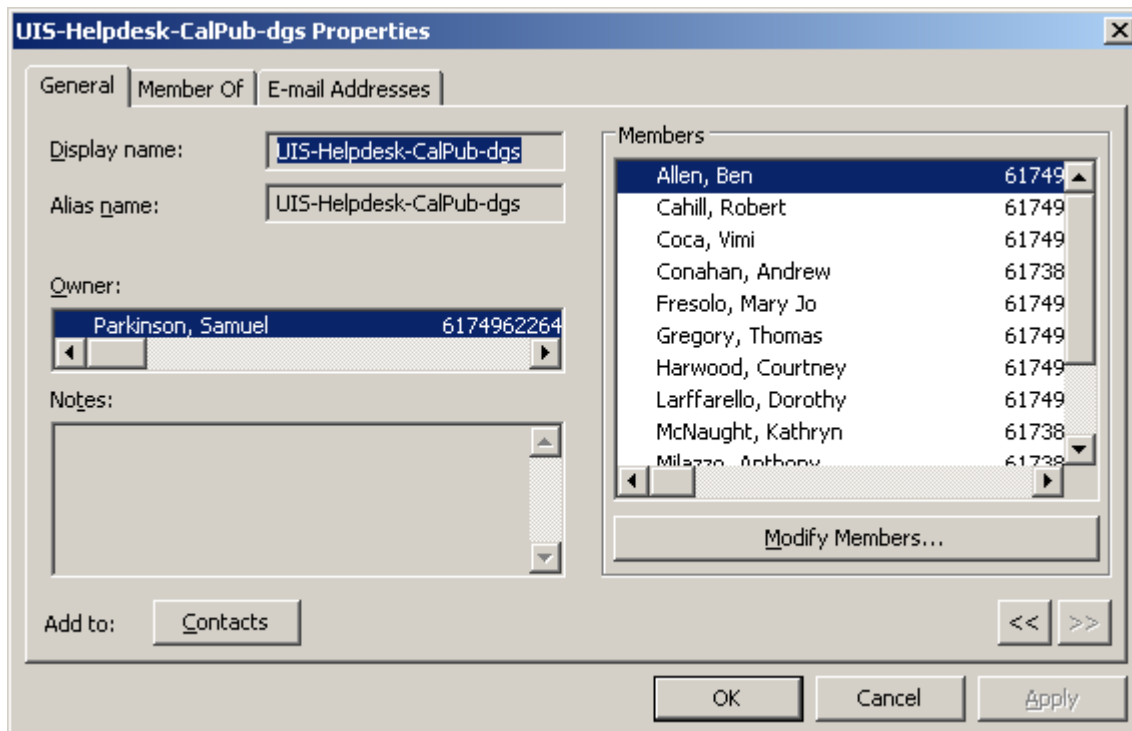 UIS-Helpdesk-CalPub-dgs Properties
General Member Of E-mail Addresses
Display name: UIS-Helpdesk-CalPub-dgs
Alias name: UIS-Helpdesk-CalPub-dgs
Owner:
Parkinson, Samuel 6174962264
Notes:
Members
Allen, Ben 61749
Cahill, Robert 61749
Coca, Vimi 61749
Conahan, Andrew 61738
Fresolo, Mary Jo 61749
Gregory, Thomas 61749
Harwood, Courtney 61749
Larffarello, Dorothy 61749
McNaught, Kathryn 61738
Milazzo, Anthony 61738
Modify Members...
Add to: Contacts
<< >>
OK Cancel Apply